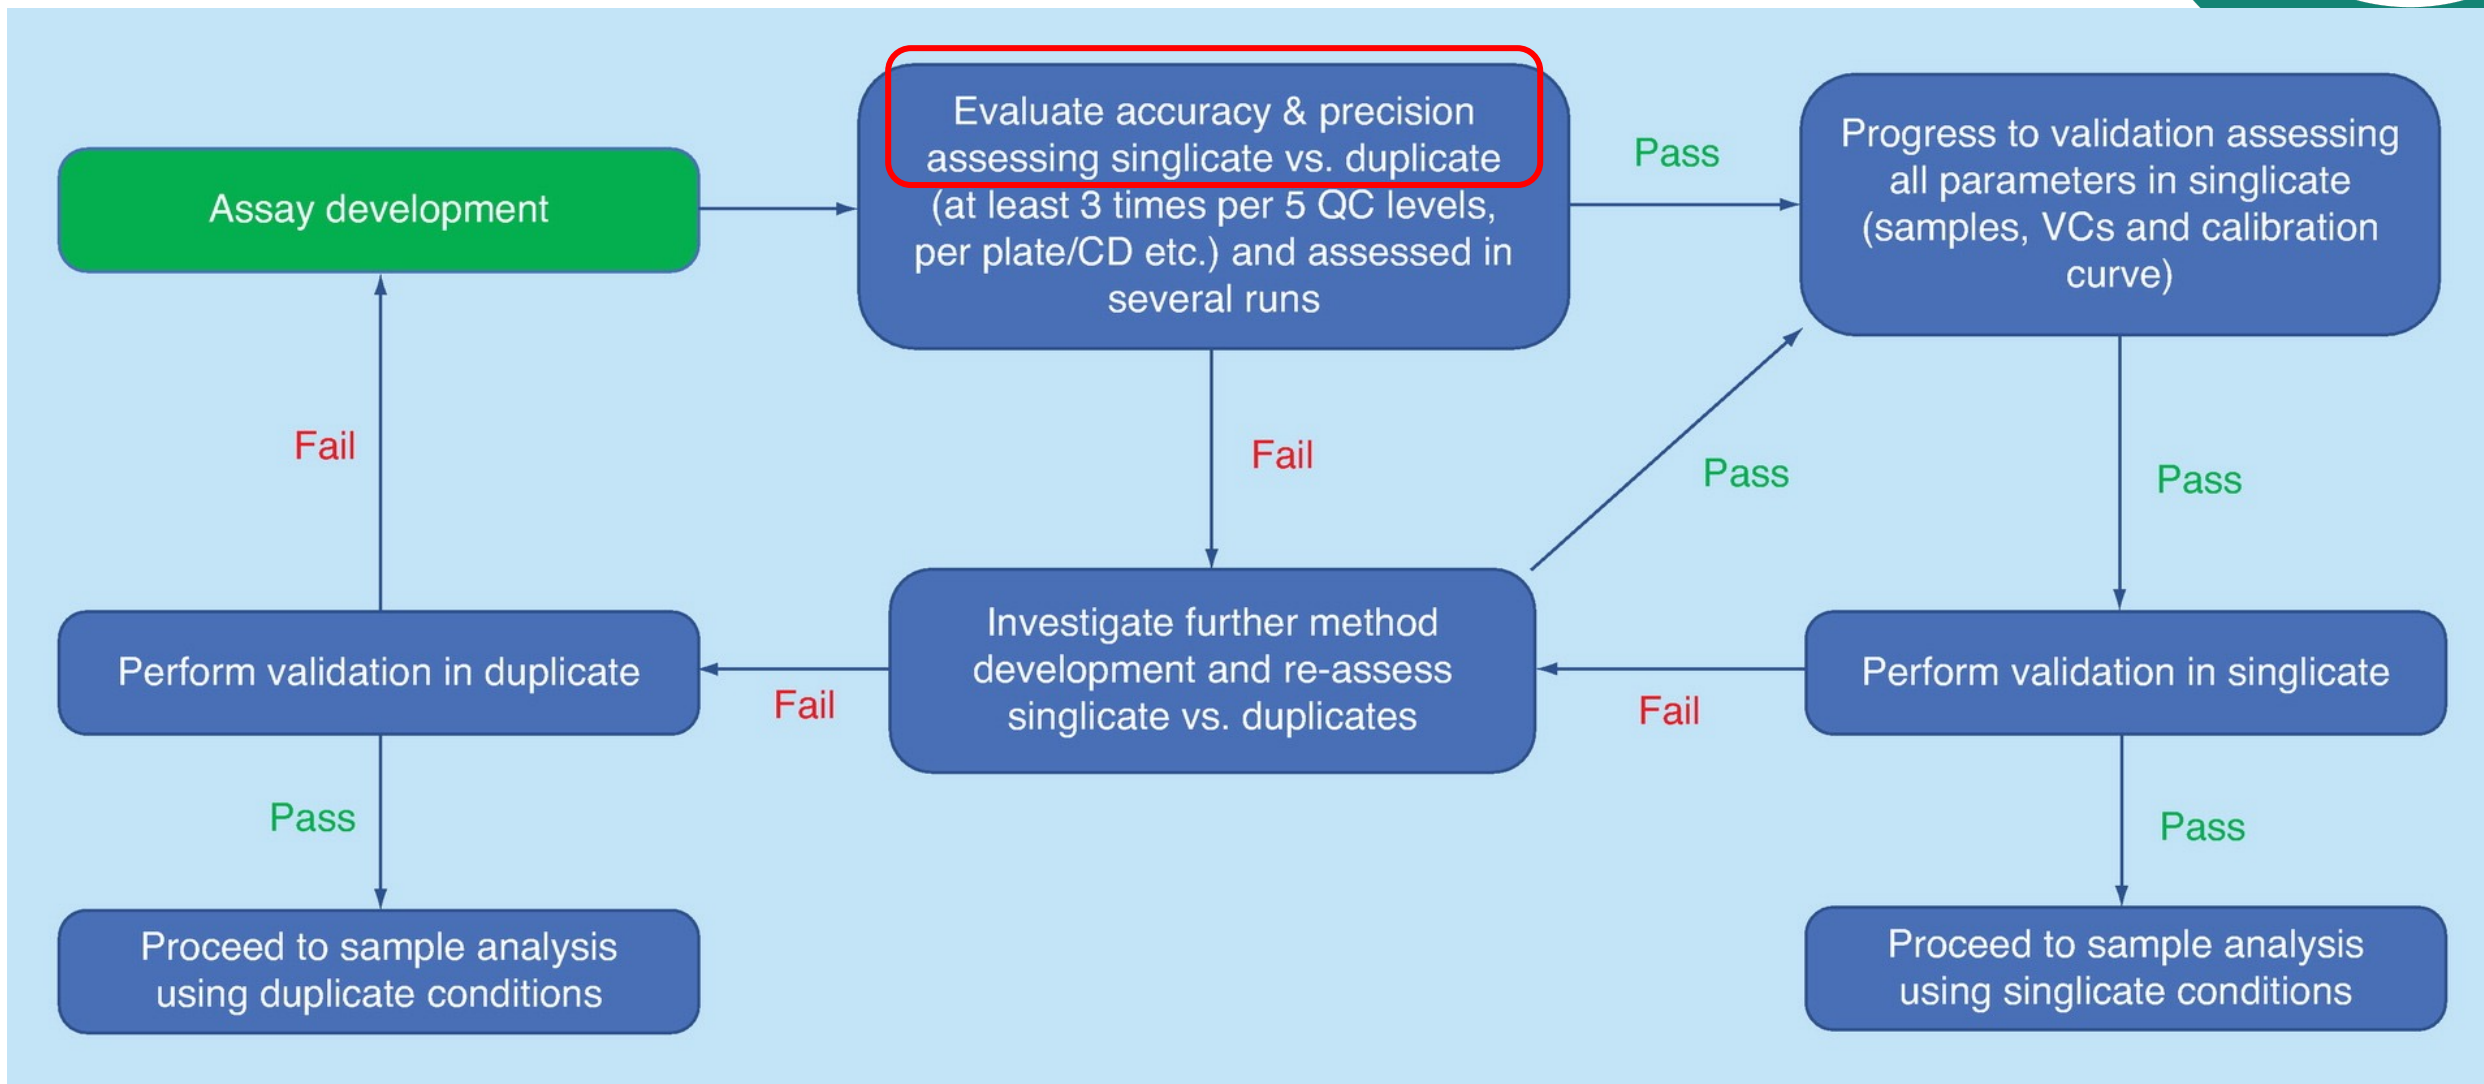 Assay development
Evaluate accuracy & precision
assessing singlicate vs. duplicate
(at least 3 times per 5 QC levels,
per plate/CD etc.) and assessed in
several runs
Pass
Progress to validation assessing
all parameters in singlicate
(samples, VCs and calibration
curve)
Fail
Fail
Pass
Pass
Perform validation in duplicate
Fail
Investigate further method
development and re-assess
singlicate vs. duplicates
Fail
Perform validation in singlicate
Pass
Pass
Proceed to sample analysis
using duplicate conditions
Proceed to sample analysis
using singlicate conditions